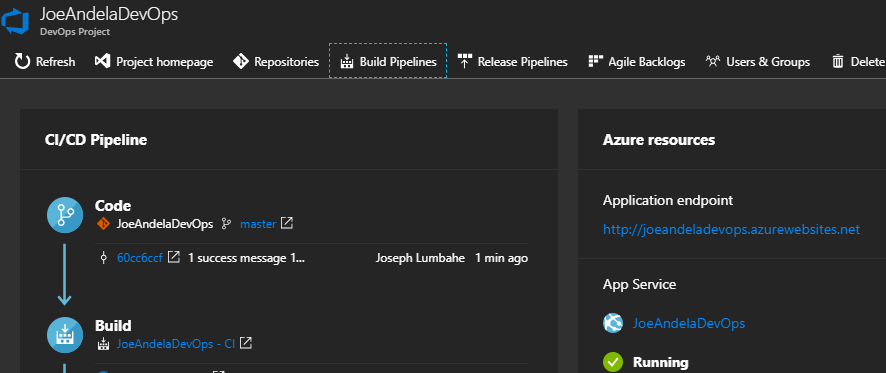 JoeAndelaDevOps
DevOps Project
Refresh Project homepage Repositories Build Pipelines Release Pipelines Agile Backlogs Users & Groups Delete
CI/CD Pipeline
Code
JoeAndelaDevOps master
60cc6ccf 1 success message 1... Joseph Lumbahe 1 min ago
Build
JoeAndelaDevOps - CI
Azure resources
Application endpoint
http://joeandeladevops.azurewebsites.net
App Service
JoeAndelaDevOps
Running